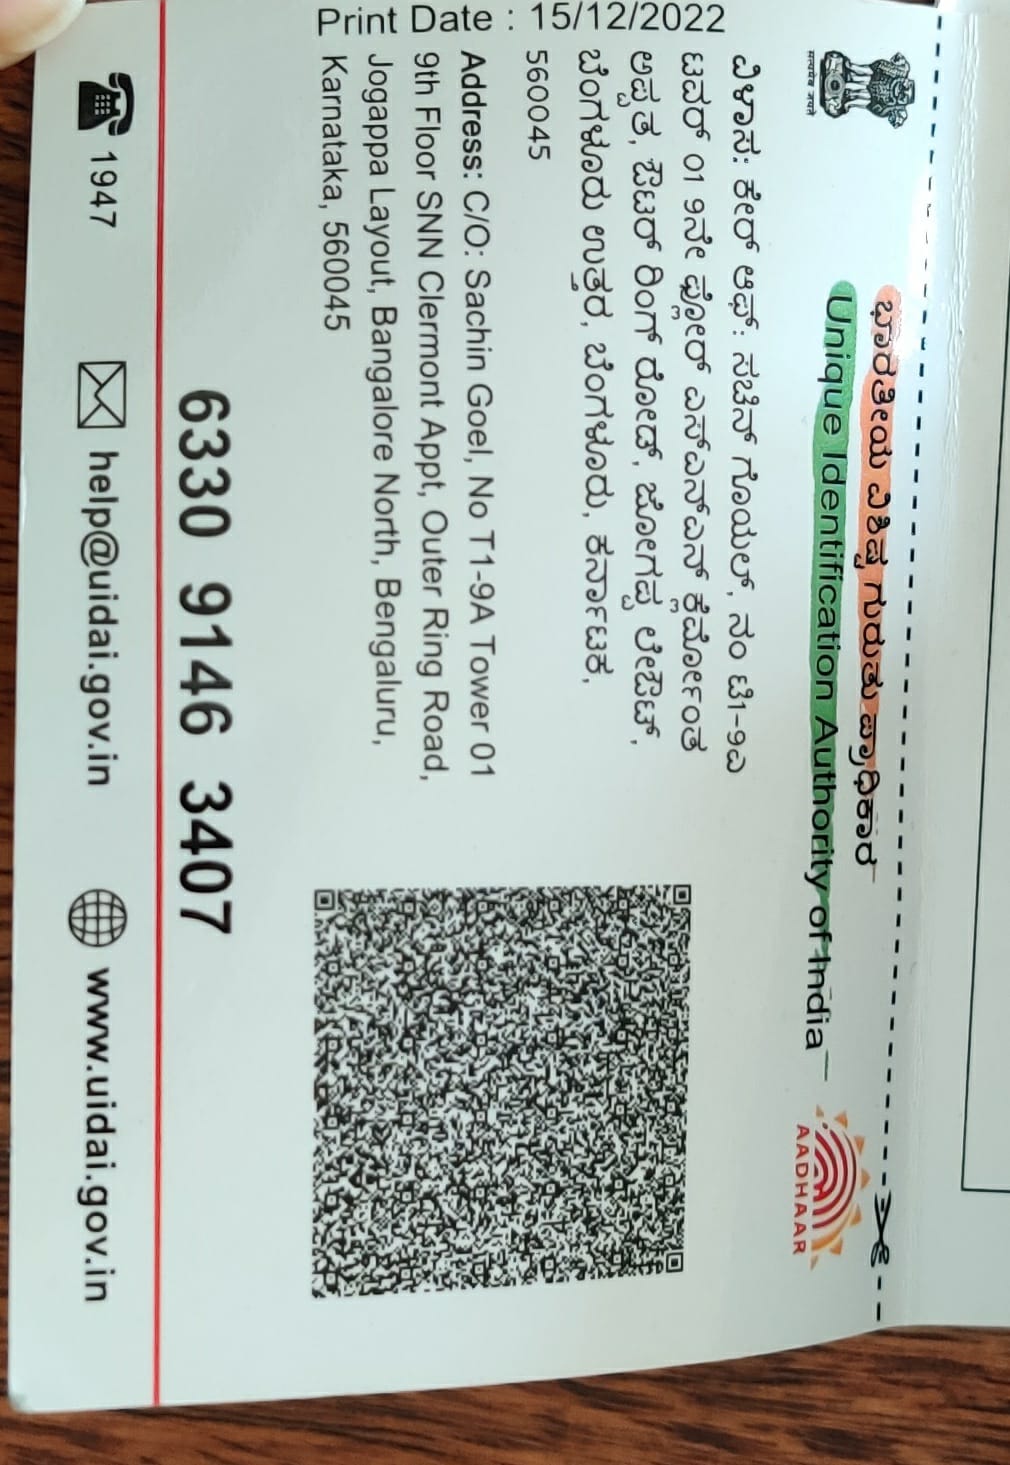 ಭಾರತೀಯ ವಿಶಿಷ್ಟ ಗುರುತು ಪ್ರಾಧಿಕಾರ
Unique Identification Authority of India
सत्यमेव जयते
AADHAAR
ವಿಳಾಸ: ಕೇರ್ ಆಫ್: ಸಚಿನ್ ಗೊಯಲ್, ನಂ ಟಿ1-9ಎ
ಟವರ್ 01 9ನೇ ಫ್ಲೋರ್ ಎಸ್ಎನ್ಎನ್ ಕ್ಲೆರ್ಮೋಂಟ್
ಅಪ್ಪತ, ಔಟರ್ ರಿಂಗ್ ರೋಡ್, ಜೋಗಪ್ಪ ಲೇಔಟ್,
ಬೆಂಗಳೂರು ಉತ್ತರ, ಬೆಂಗಳೂರು, ಕರ್ನಾಟಕ,
560045
Address: C/O: Sachin Goel, No T1-9A Tower 01
9th Floor SNN Clermont Appt, Outer Ring Road,
Jogappa Layout, Bangalore North, Bengaluru,
Karnataka, 560045
Print Date : 15/12/2022
6330 9146 3407
1947
help@uidai.gov.in
www.uidai.gov.in